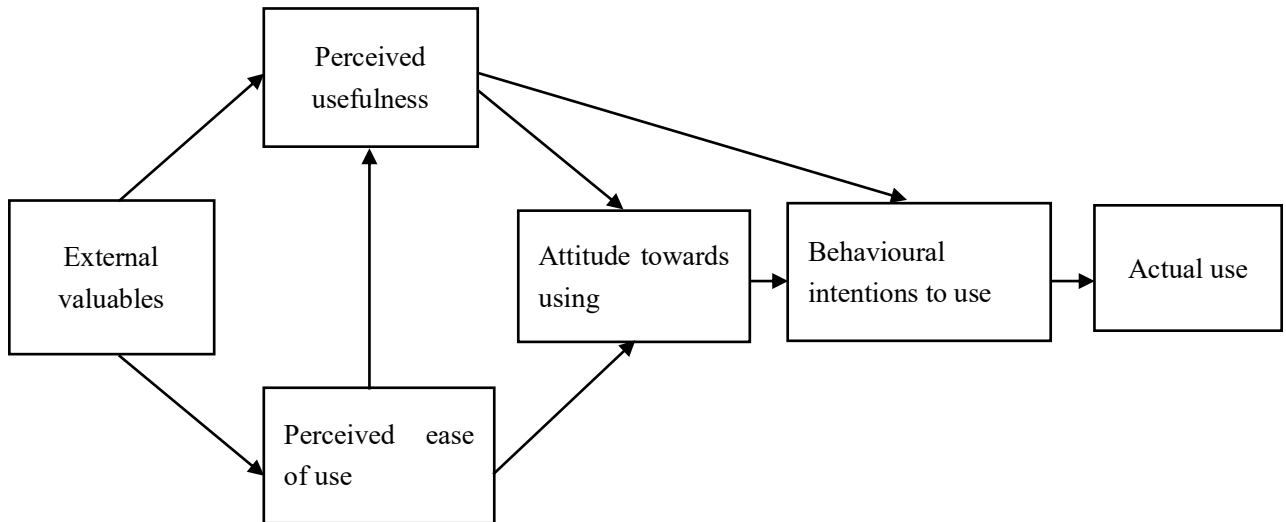 Perceived
usefulness
External
valuables
Attitude towards
using
Behavioural
intentions to use
Actual use
Perceived ease
of use